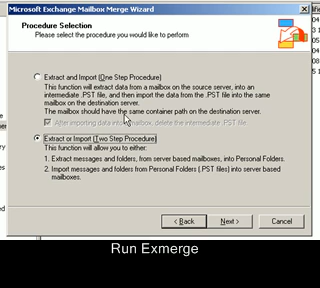 Microsoft Exchange Mailbox Merge Wizard
Procedure Selection
Please select the procedure you would like to perform
Extract and Import (One Step Procedure)
This function will extract data from a mailbox on the source server, into an
intermediate .PST file, and then import the data from the .PST file into the same
mailbox on the destination server.
The mailbox should have the same container path on the destination server.
After importing data into a mailbox, delete the intermediate .PST file.
Extract or Import (Two Step Procedure)
This function will allow you to either:
1. Extract messages and folders, from server based mailboxes, into Personal Folders.
2. Import messages and folders from Personal Folders (.PST files) into server based
mailboxes.
< Back
Next >
Cancel
Run Exmerge